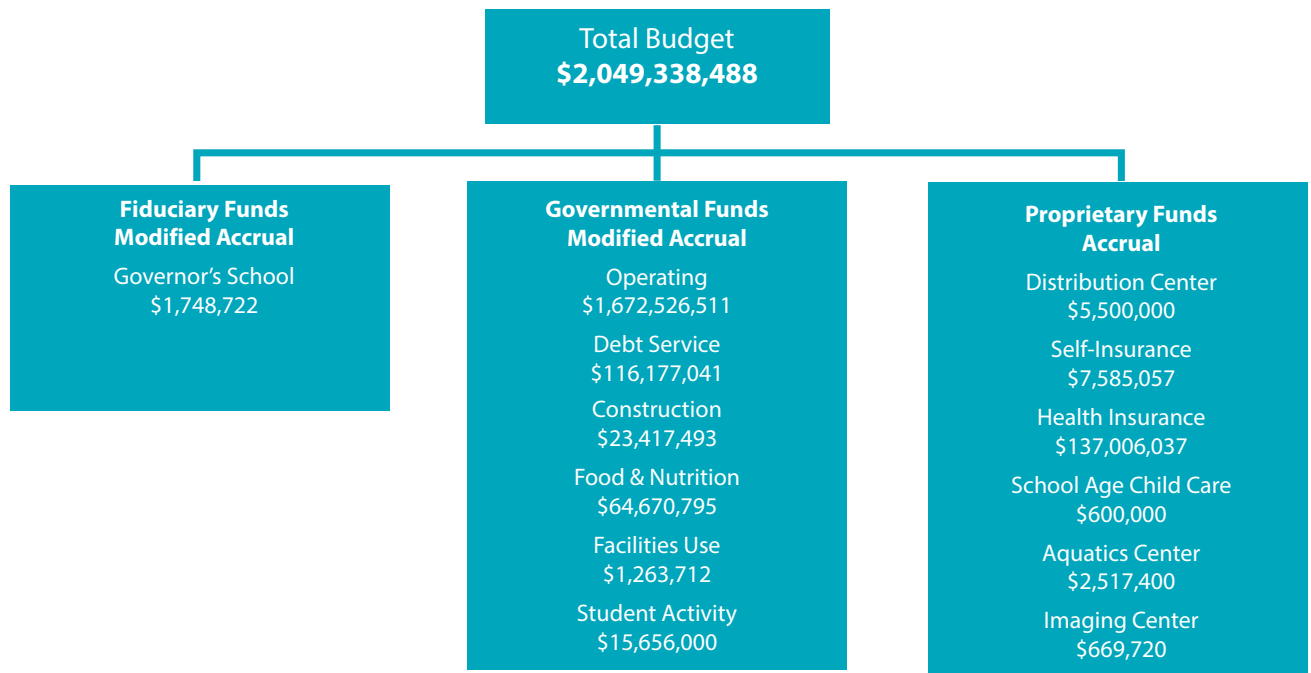 Total Budget
$2,049,338,488
Fiduciary Funds
Modified Accrual
Governor’s School
$1,748,722
Governmental Funds
Modified Accrual
Operating
$1,672,526,511
Debt Service
$116,177,041
Construction
$23,417,493
Food & Nutrition
$64,670,795
Facilities Use
$1,263,712
Student Activity
$15,656,000
Proprietary Funds
Accrual
Distribution Center
$5,500,000
Self-Insurance
$7,585,057
Health Insurance
$137,006,037
School Age Child Care
$600,000
Aquatics Center
$2,517,400
Imaging Center
$669,720